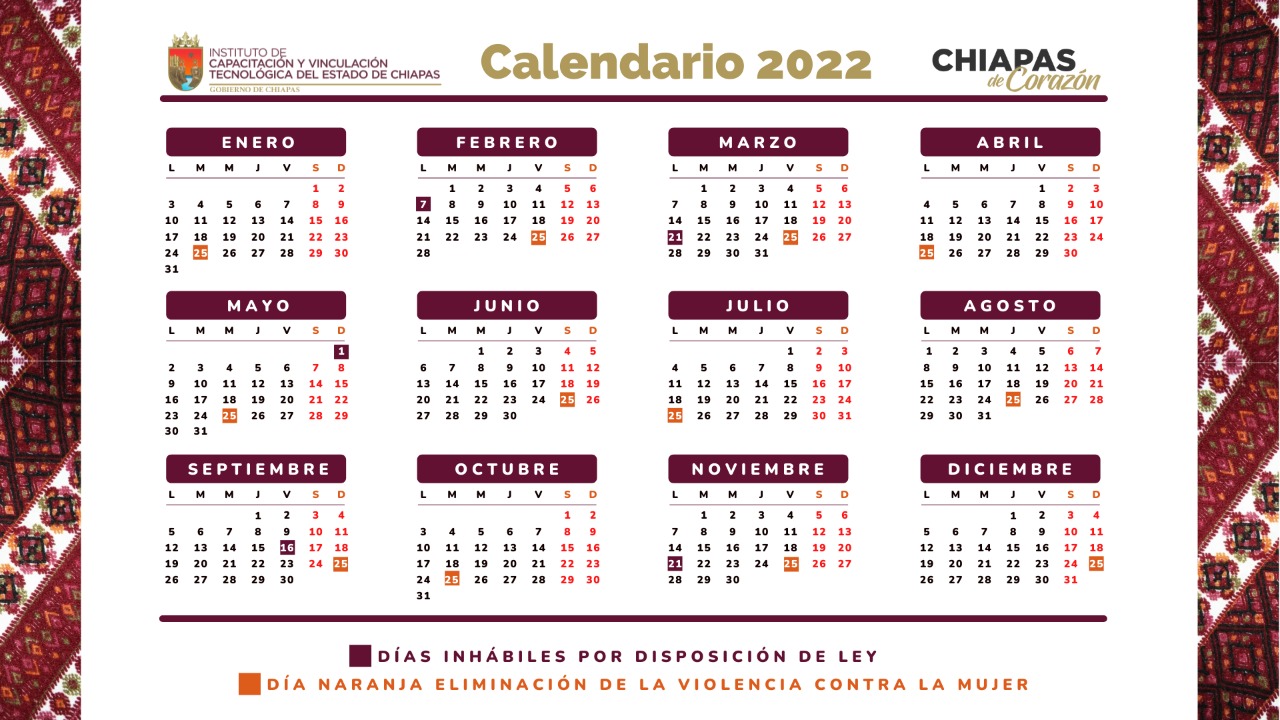 INSTITUTO DE
CAPACITACIÓN Y VINCULACIÓN
TECNOLÓGICA DEL ESTADO DE CHIAPAS
GOBIERNO DE CHIAPAS
Calendario 2022
CHIAPAS
de Corazón
ENERO FEBRERO MARZO ABRIL
L M M J V S D L M M J V S D L M M J V S D L M M J V S D
1 2 1 2 3 4 5 6 1 2 3 4 5 6 1 2 3
3 4 5 6 7 8 9 7 8 9 10 11 12 13 7 8 9 10 11 12 13 4 5 6 7 8 9 10
10 11 12 13 14 15 16 14 15 16 17 18 19 20 14 15 16 17 18 19 20 11 12 13 14 15 16 17
17 18 19 20 21 22 23 21 22 23 24 25 26 27 21 22 23 24 25 26 27 18 19 20 21 22 23 24
24 25 26 27 28 29 30 28 28 29 30 31 25 26 27 28 29 30
31
MAYO JUNIO JULIO AGOSTO
L M M J V S D L M M J V S D L M M J V S D L M M J V S D
1 1 2 3 4 5 1 2 3 1 2 3 4 5 6 7
2 3 4 5 6 7 8 6 7 8 9 10 11 12 4 5 6 7 8 9 10 8 9 10 11 12 13 14
9 10 11 12 13 14 15 13 14 15 16 17 18 19 11 12 13 14 15 16 17 15 16 17 18 19 20 21
16 17 18 19 20 21 22 20 21 22 23 24 25 26 18 19 20 21 22 23 24 22 23 24 25 26 27 28
23 24 25 26 27 28 29 27 28 29 30 25 26 27 28 29 30 31 29 30 31
30 31
SEPTIEMBRE OCTUBRE NOVIEMBRE DICIEMBRE
L M M J V S D L M M J V S D L M M J V S D L M M J V S D
1 2 3 4 1 2 1 2 3 4 5 6 1 2 3 4
5 6 7 8 9 10 11 3 4 5 6 7 8 9 7 8 9 10 11 12 13 5 6 7 8 9 10 11
12 13 14 15 16 17 18 10 11 12 13 14 15 16 14 15 16 17 18 19 20 12 13 14 15 16 17 18
19 20 21 22 23 24 25 17 18 19 20 21 22 23 21 22 23 24 25 26 27 19 20 21 22 23 24 25
26 27 28 29 30 24 25 26 27 28 29 30 28 29 30 26 27 28 29 30 31
31
DÍAS INHÁBILES POR DISPOSICIÓN DE LEY
DÍA NARANJA ELIMINACIÓN DE LA VIOLENCIA CONTRA LA MUJER